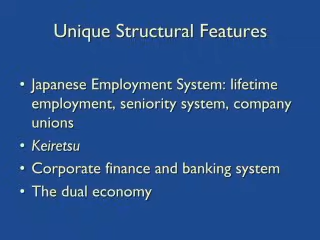 Unique Structural Features
• Japanese Employment System: lifetime
employment, seniority system, company
unions
• Keiretsu
• Corporate finance and banking system
• The dual economy